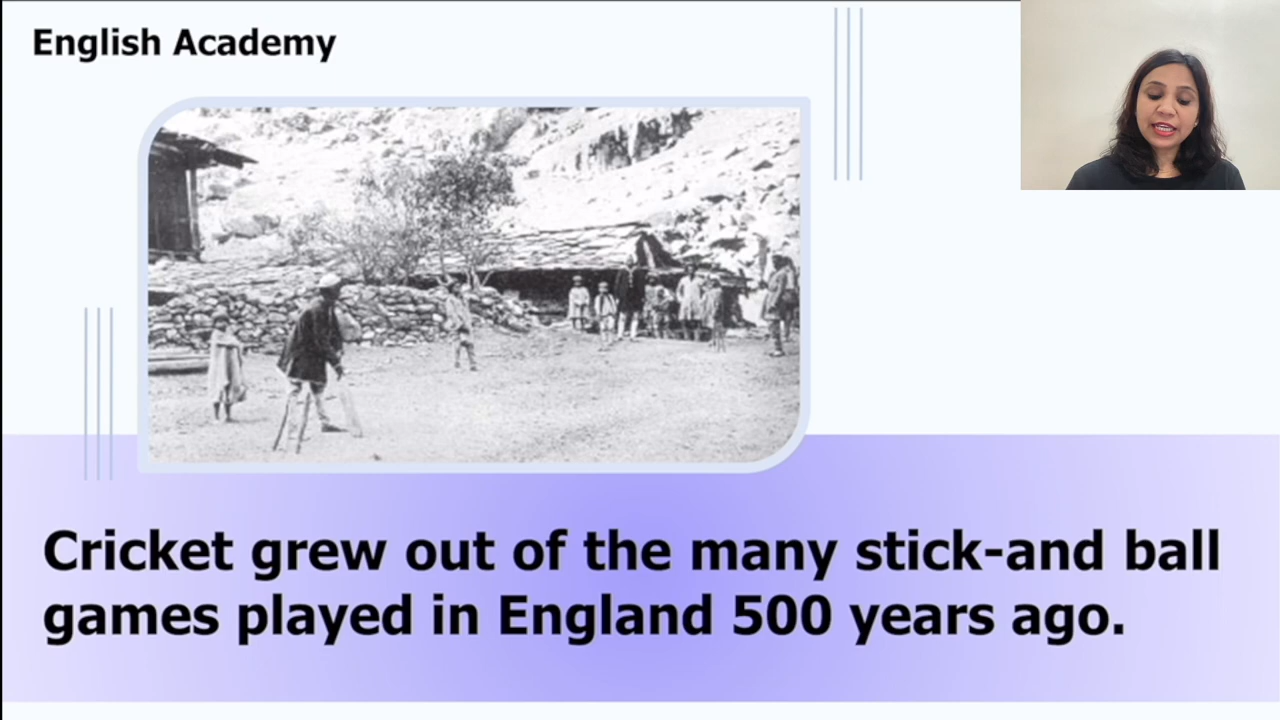 English Academy
Cricket grew out of the many stick-and ball
games played in England 500 years ago.